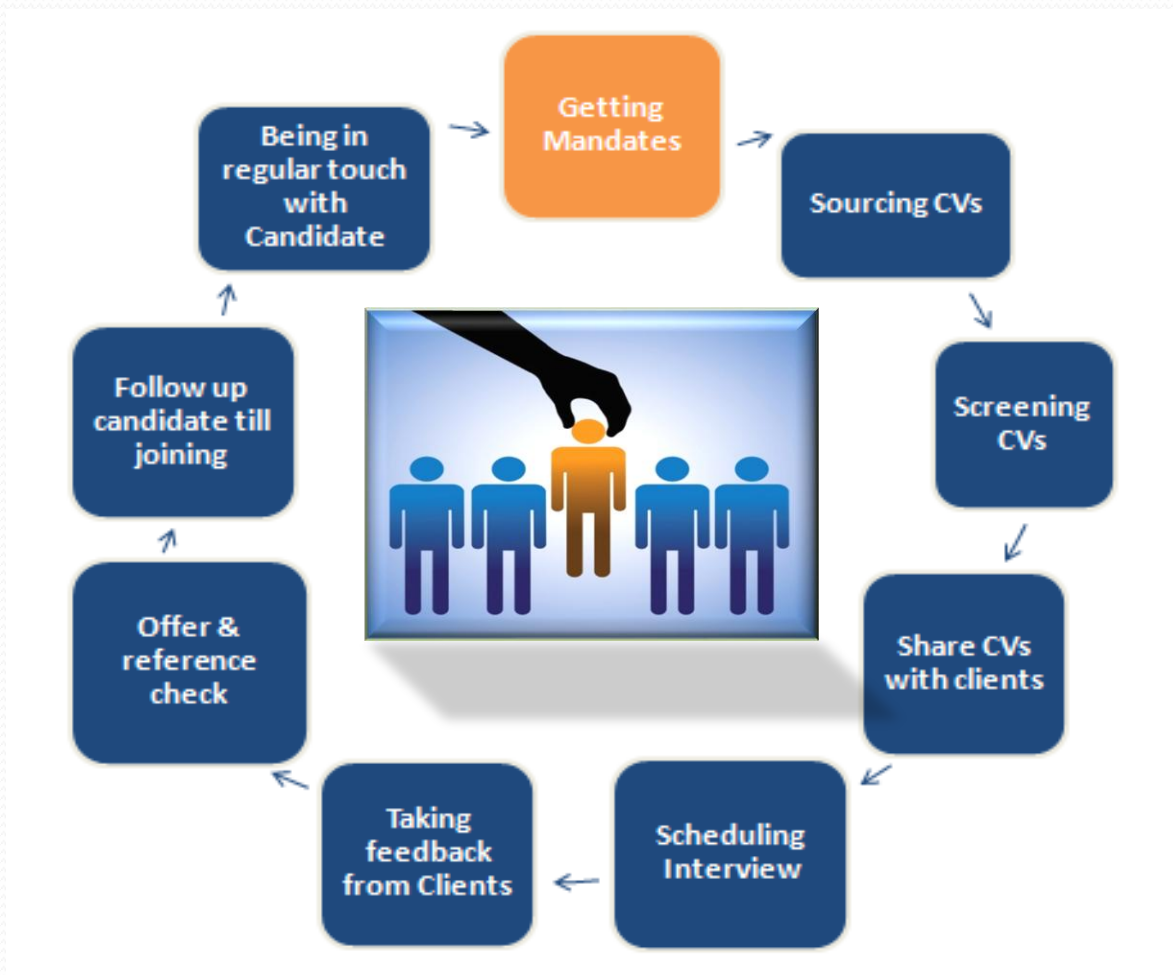 Getting
Mandates
Sourcing CVs
Screening
CVs
Share CVs
with clients
Scheduling
Interview
Taking
feedback
from Clients
Offer &
reference
check
Follow up
candidate till
joining
Being in
regular touch
with
Candidate